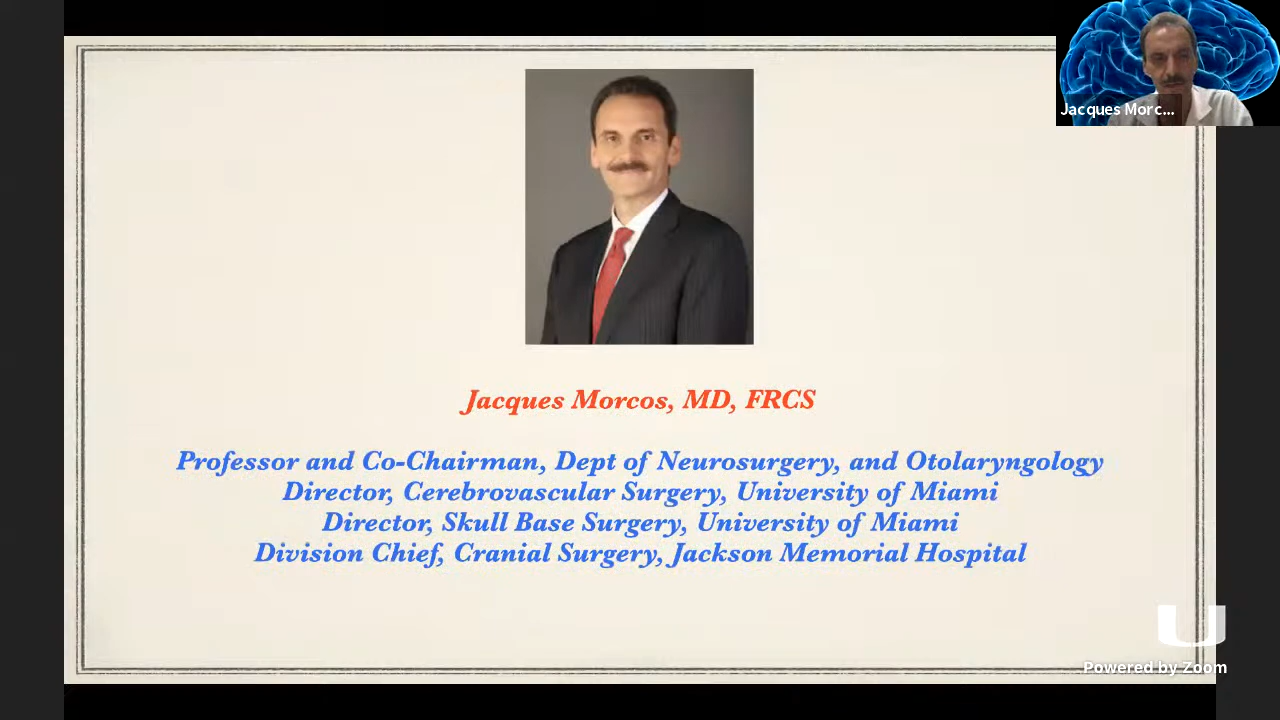 Jacques Morc...
Jacques Morcos, MD, FRCS
Professor and Co-Chairman, Dept of Neurosurgery, and Otolaryngology
Director, Cerebrovascular Surgery, University of Miami
Director, Skull Base Surgery, University of Miami
Division Chief, Cranial Surgery, Jackson Memorial Hospital
U
Powered by Zoom